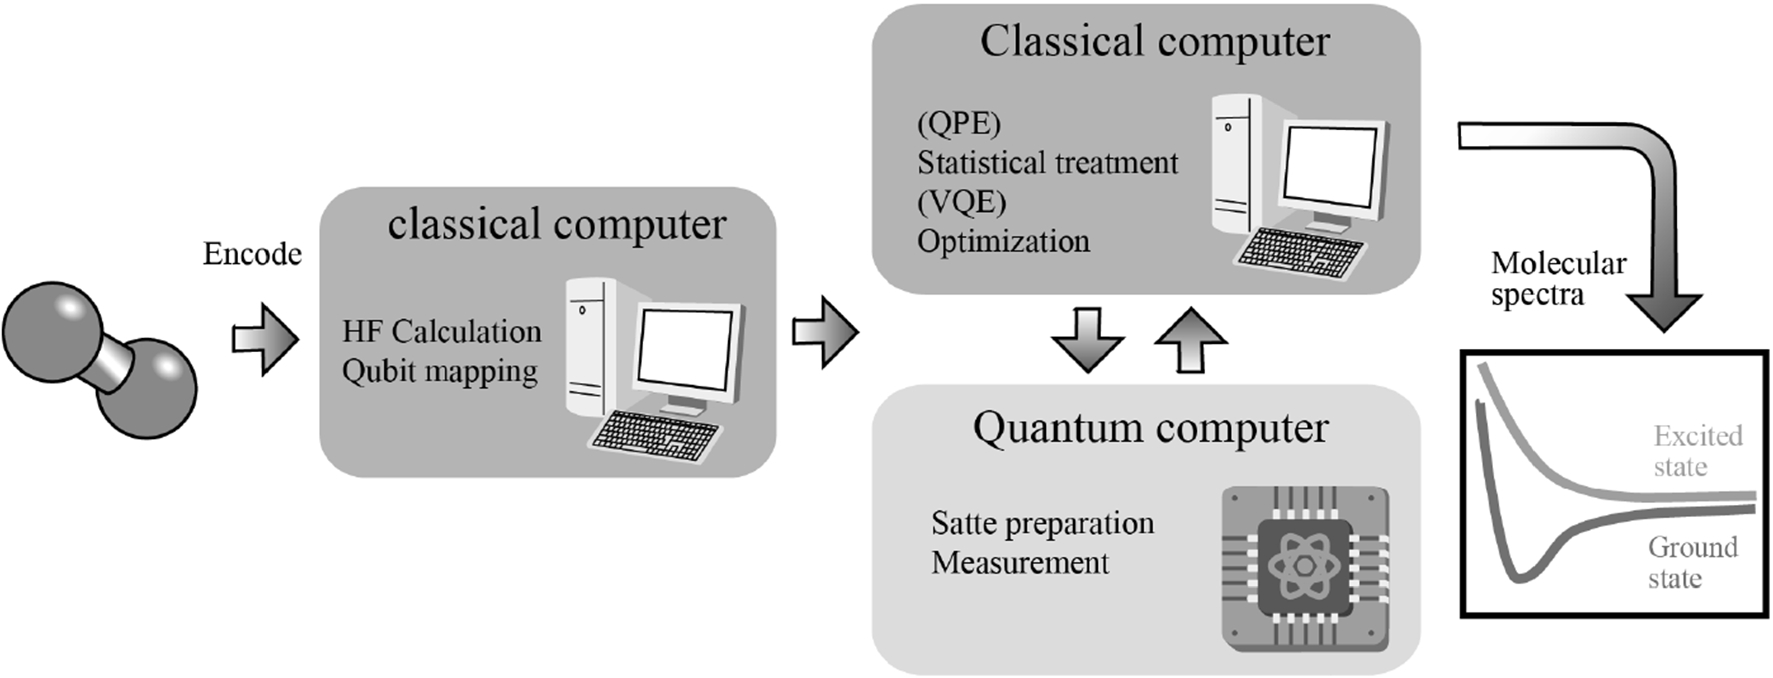 Encode
classical computer
HF Calculation
Qubit mapping
Classical computer
(QPE)
Statistical treatment
(VQE)
Optimization
Quantum computer
Satte preparation
Measurement
Molecular
spectra
Excited
state
Ground
state